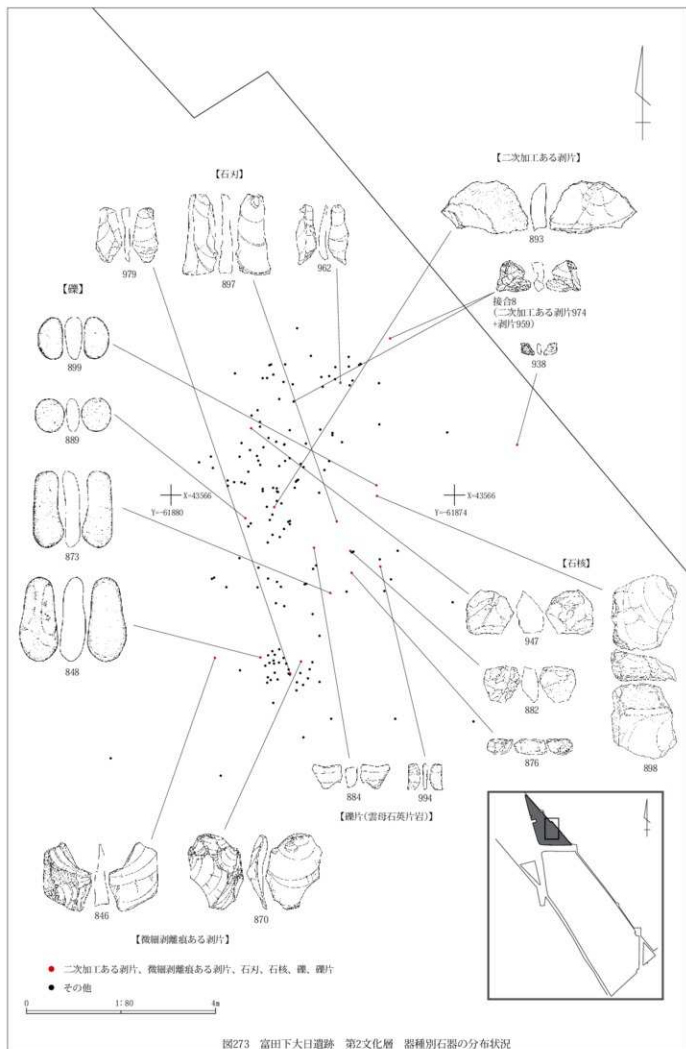 【二次加工ある剥片】
【石刃】
893
979
897
962
【礫】
接合8
(二次加工ある剥片974
+剥片959)
899
938
889
X=43566
Y=-61880
X=43566
Y=-61874
873
【石核】
947
848
882
876
898
884
994
【礫片(雲母石英片岩)】
846
870
【微細剥離痕ある剥片】
二次加工ある剥片、微細剥離痕ある剥片、石刃、石核、礫、礫片
その他
0
1:80
4m
図273 富田下大日遺跡 第2文化層 器種別石器の分布状況